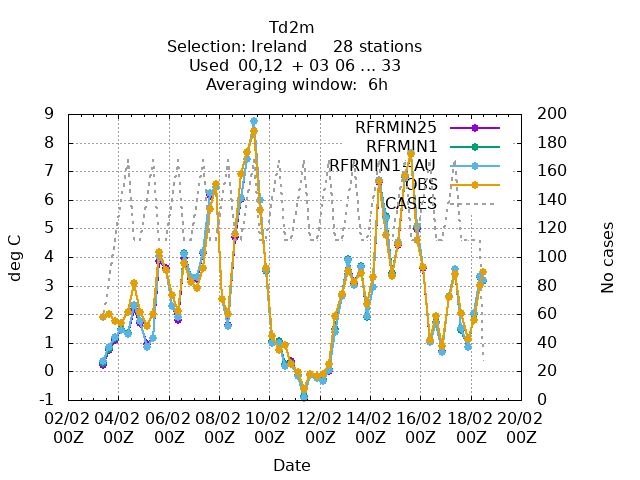 Td2m
Selection: Ireland 28 stations
Used 00,12 + 03 06 ... 33
Averaging window: 6h
9 200
8 180
7 160
6 140
5 120
4 100
3 80
2 60
1 40
0 20
-1 0
RFRMIN25
RFRMIN1
RFRMIN1+AU
OBS
CASES
deg C
No cases
02/02 04/02 06/02 08/02 10/02 12/02 14/02 16/02 18/02 20/02
00Z 00Z 00Z 00Z 00Z 00Z 00Z 00Z 00Z 00Z
Date